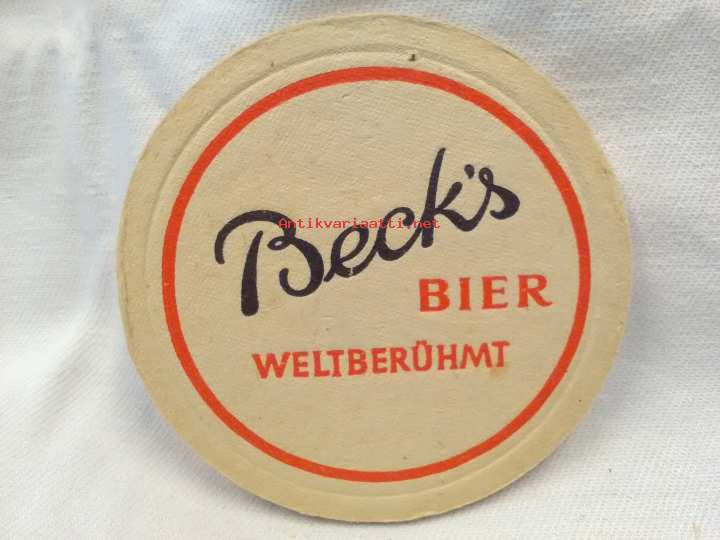 Beck's
Antikvariaatti.net
BIER
WELTBERÜHMT